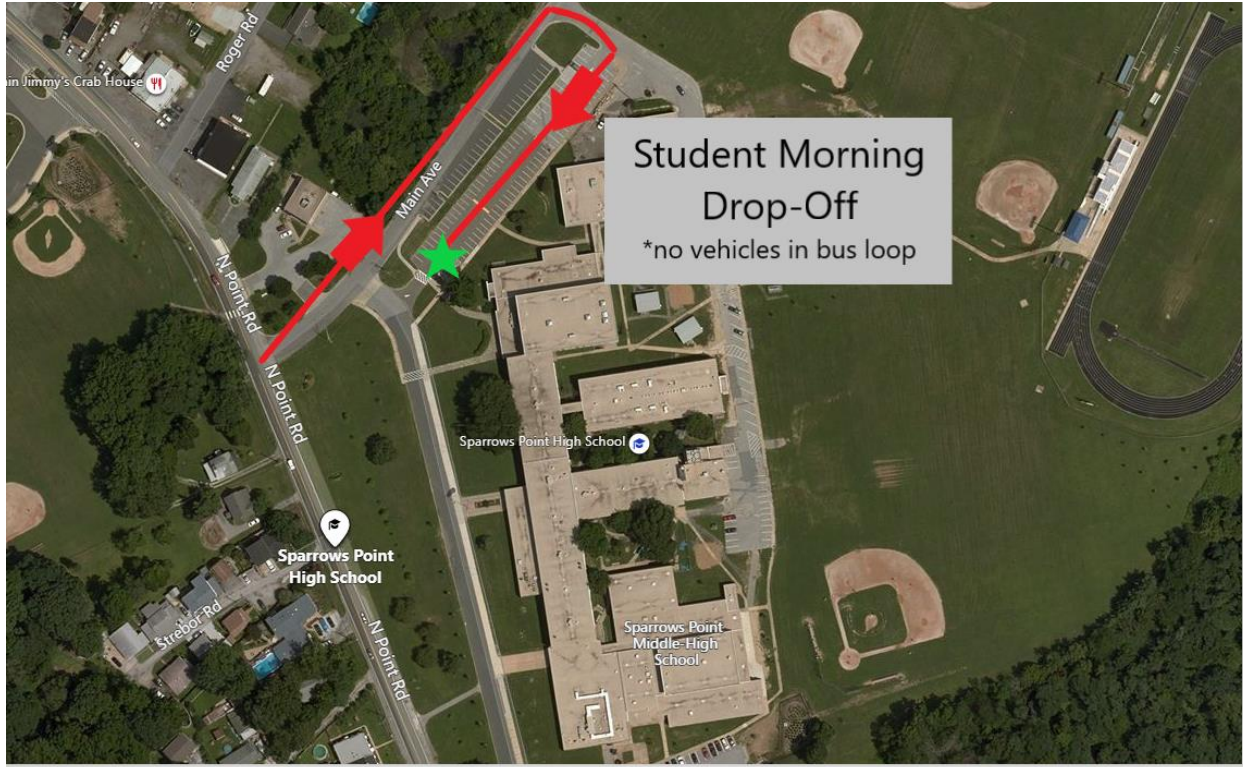 Roger Rd
in Jimmy's Crab House
Main Ave
Student Morning
Drop-Off
*no vehicles in bus loop
N Point Rd
N Point Rd
Sparrows Point High School
Sparrows Point
High School
Strebor Rd
N Point Rd
Sparrows Point
Middle-High
School